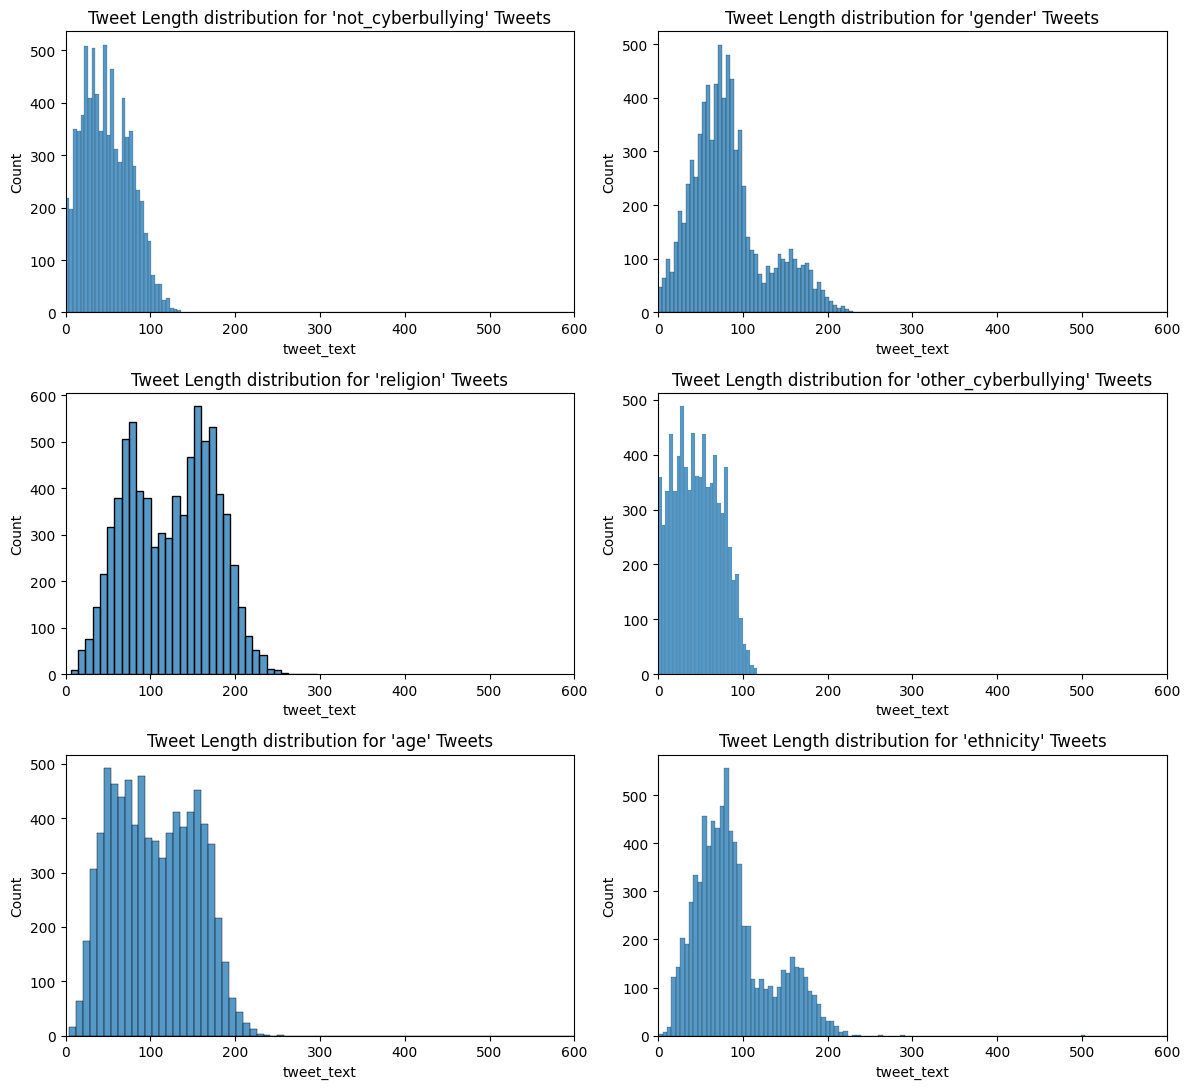 Tweet Length distribution for 'not_cyberbullying' Tweets
500
400
300
200
100
0
Count
0 100 200 300 400 500 600
tweet_text
Tweet Length distribution for 'gender' Tweets
500
400
300
200
100
0
Count
0 100 200 300 400 500 600
tweet_text
Tweet Length distribution for 'religion' Tweets
600
500
400
300
200
100
0
Count
0 100 200 300 400 500 600
tweet_text
Tweet Length distribution for 'other_cyberbullying' Tweets
500
400
300
200
100
0
Count
0 100 200 300 400 500 600
tweet_text
Tweet Length distribution for 'age' Tweets
500
400
300
200
100
0
Count
0 100 200 300 400 500 600
tweet_text
Tweet Length distribution for 'ethnicity' Tweets
500
400
300
200
100
0
Count
0 100 200 300 400 500 600
tweet_text